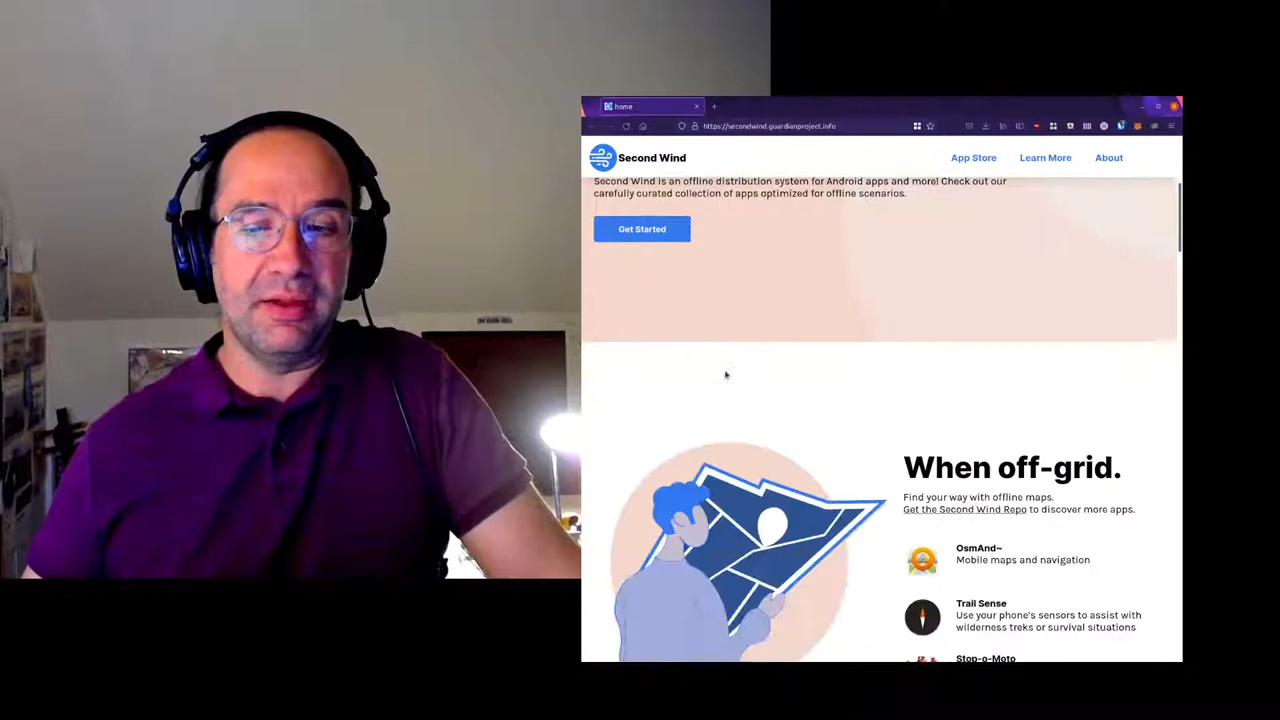 home
https://secondwind.guardianproject.info
Second Wind
App Store
Learn More
About
Second Wind is an offline distribution system for Android apps and more! Check out our
carefully curated collection of apps optimized for offline scenarios.
Get Started
When off-grid.
Find your way with offline maps.
Get the Second Wind Repo to discover more apps.
OsmAnd~
Mobile maps and navigation
Trail Sense
Use your phone's sensors to assist with
wilderness treks or survival situations
Stop-o-Moto